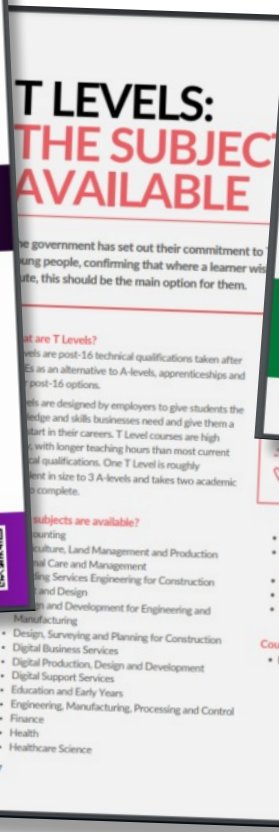 T LEVELS:
THE SUBJEC
AVAILABLE
he government has set out their commitment to
ung people, confirming that where a learner wis
ute, this should be the main option for them.
at are T Levels?
vels are post-16 technical qualifications taken after
Es as an alternative to A-levels, apprenticeships and
post-16 options.
els are designed by employers to give students the
ledge and skills businesses need and give them a
start in their careers. T Level courses are high
, with longer teaching hours than most current
cal qualifications. One T Level is roughly
lent in size to 3 A-levels and takes two academic
o complete.
subjects are available?
ounting
culture, Land Management and Production
mal Care and Management
ding Services Engineering for Construction
t and Design
n and Development for Engineering and
Manufacturing
• Design, Surveying and Planning for Construction
• Digital Business Services
• Digital Production, Design and Development
• Digital Support Services
• Education and Early Years
• Engineering, Manufacturing, Processing and Control
• Finance
• Health
• Healthcare Science
Cou